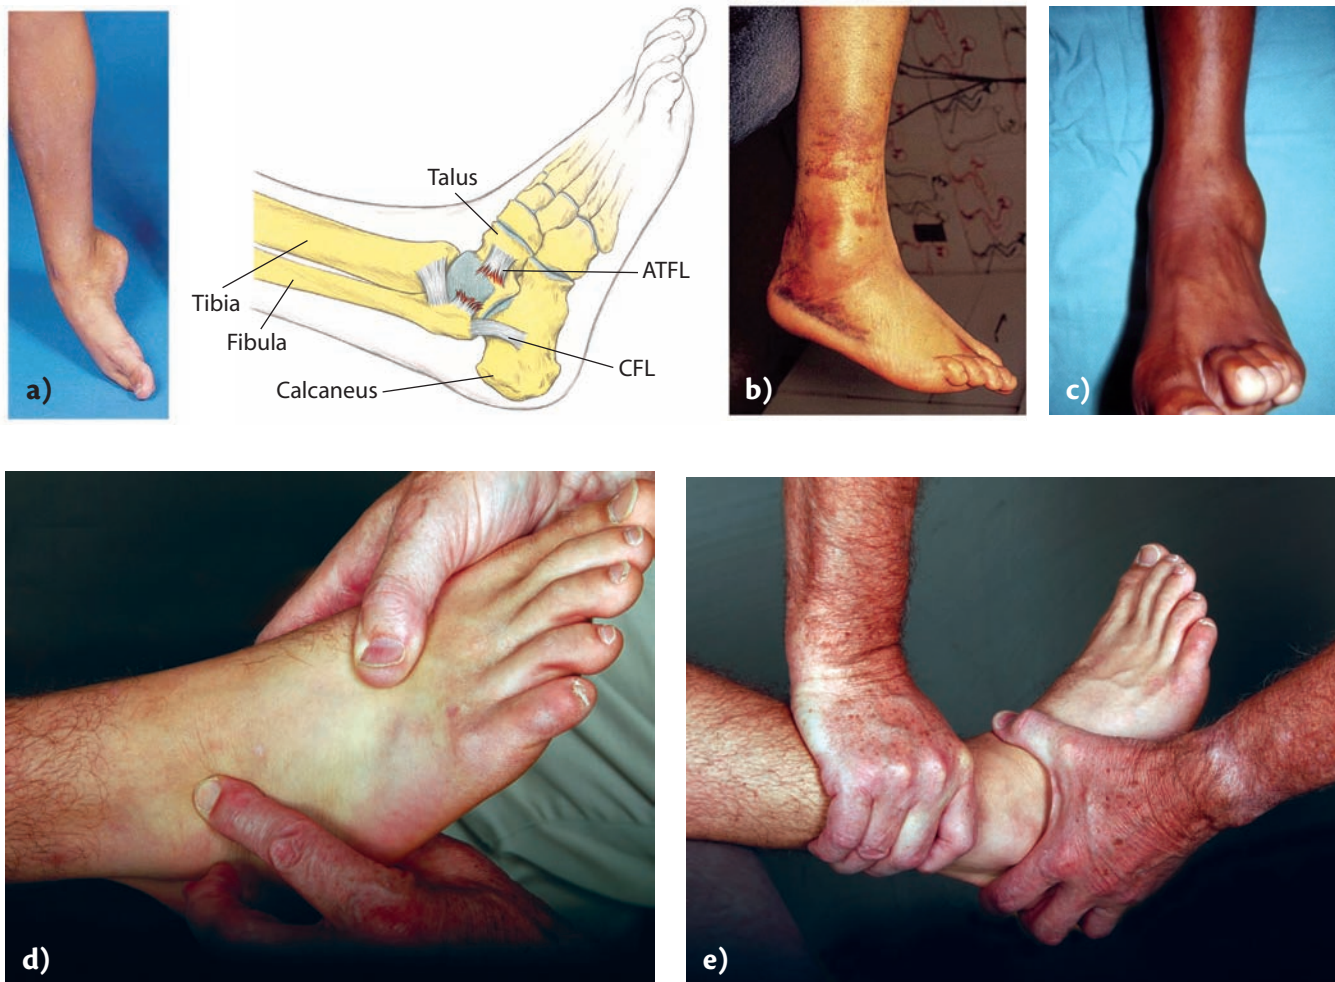 Talus
ATFL
Tibia
Fibula
CFL
Calcaneus
a)
b)
c)
d)
e)